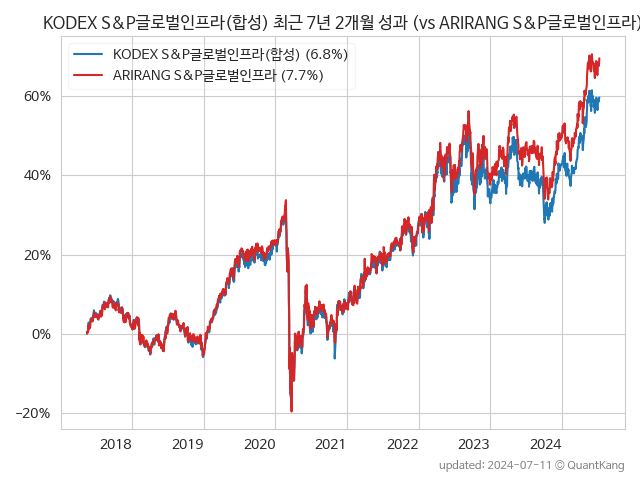 KODEX S&P글로벌인프라(합성) 최근 7년 2개월 성과 (vs ARIRANG S&P글로벌인프라)
KODEX S&P글로벌인프라(합성) (6.8%)
ARIRANG S&P글로벌인프라 (7.7%)
60%
40%
20%
0%
−20%
2018 2019 2020 2021 2022 2023 2024
updated: 2024-07-11 © QuantKang